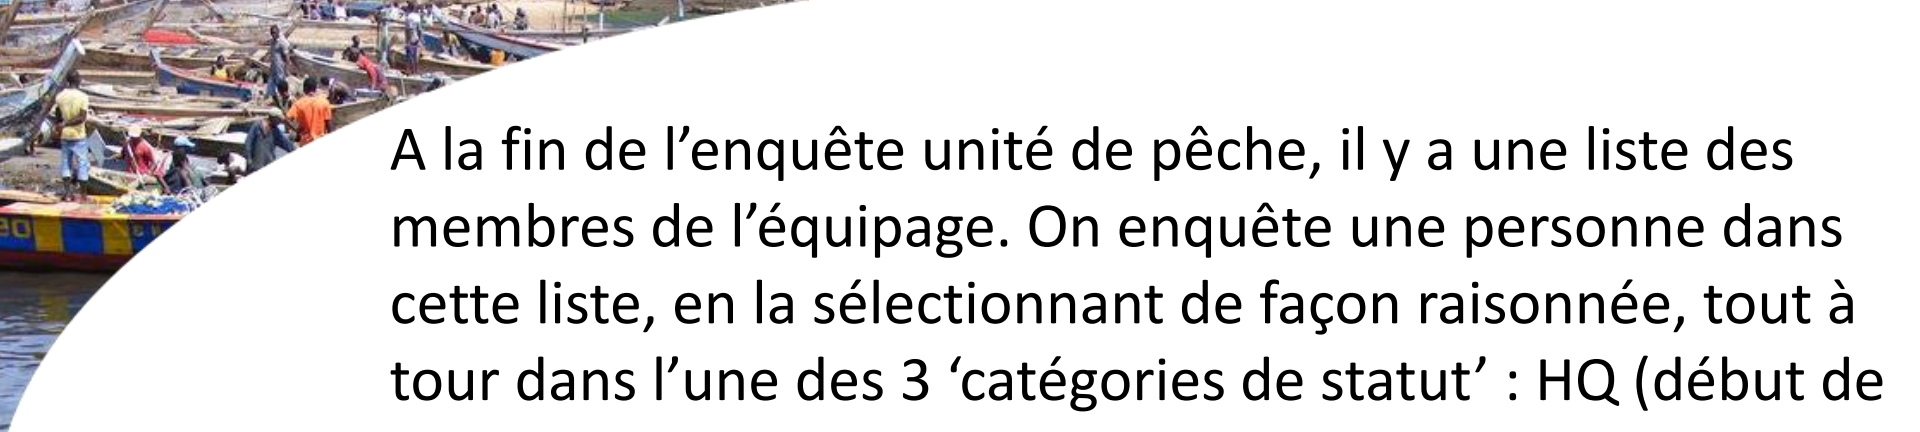 A la fin de l’enquête unité de pêche, il y a une liste des
membres de l’équipage. On enquête une personne dans
cette liste, en la sélectionnant de façon raisonnée, tout à
tour dans l’une des 3 ‘catégories de statut’ : HQ (début de